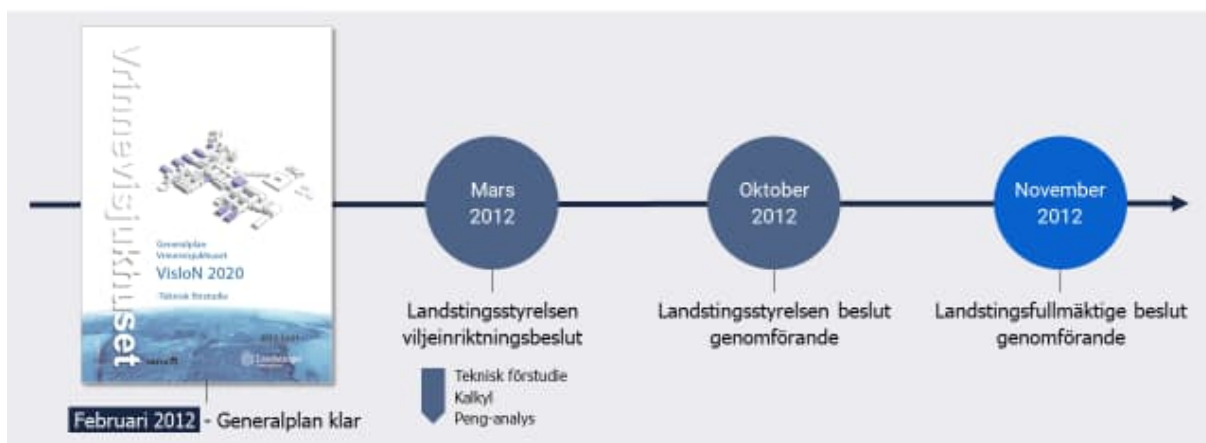 Vrinnevisjukhuset
Generalplan
Vrinnevisjukhuset
VisIoN 2020
Teknisk förstudie
Februari 2012 - Generalplan klar
Mars
2012
Landstingsstyrelsen
viljeinriktningsbeslut
Teknisk förstudie
Kalkyl
Peng-analys
Oktober
2012
Landstingsstyrelsen beslut
genomförande
November
2012
Landstingsfullmäktige beslut
genomförande